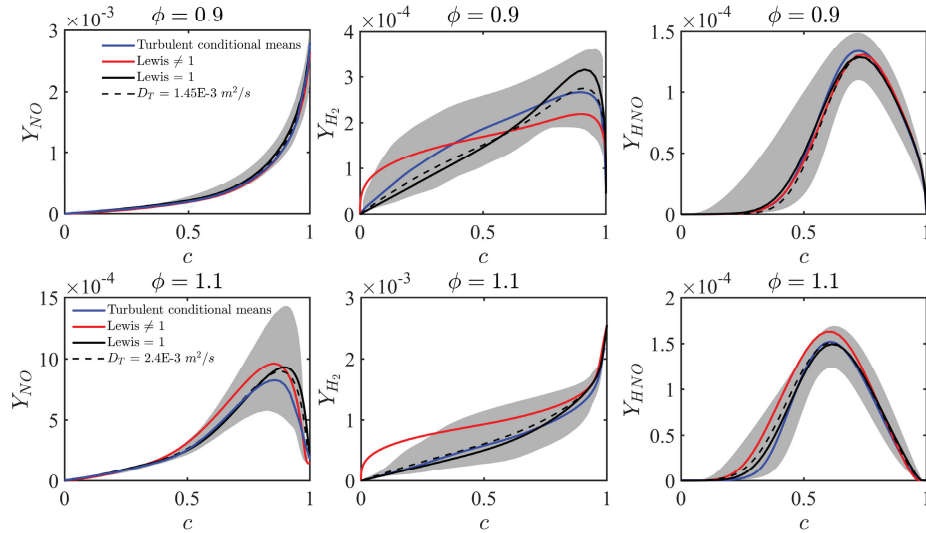 ×10⁻³
ϕ = 0.9
3
2
1
0
Y_NO
Turbulent conditional means
Lewis ≠ 1
Lewis = 1
D_T = 1.45E-3 m²/s
0
0.5
1
c
×10⁻⁴
ϕ = 0.9
4
3
2
1
0
Y_H₂
0
0.5
1
c
×10⁻⁴
ϕ = 0.9
1.5
1
0.5
0
Y_HNO
0
0.5
1
c
×10⁻⁴
ϕ = 1.1
15
10
5
0
Y_NO
Turbulent conditional means
Lewis ≠ 1
Lewis = 1
D_T = 2.4E-3 m²/s
0
0.5
1
c
×10⁻³
ϕ = 1.1
3
2
1
0
Y_H₂
0
0.5
1
c
×10⁻⁴
ϕ = 1.1
2
1.5
1
0.5
0
Y_HNO
0
0.5
1
c